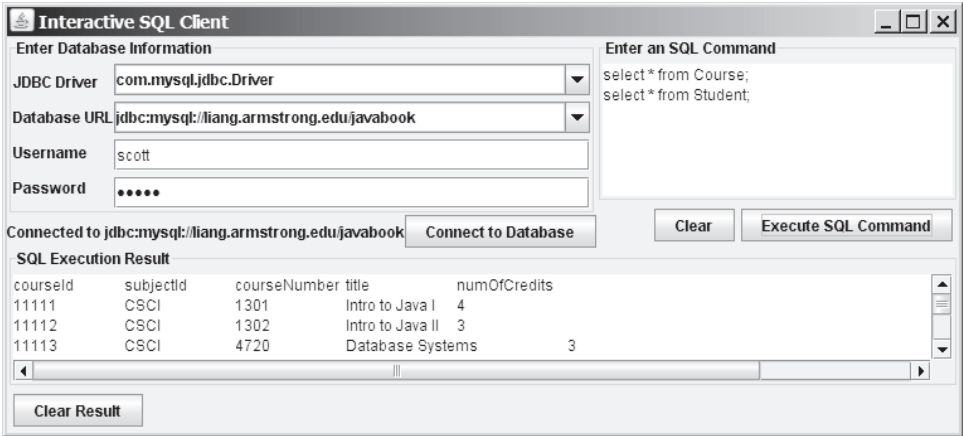 Interactive SQL Client
Enter Database Information
JDBC Driver com.mysql.jdbc.Driver
Database URL jdbc:mysql://liang.armstrong.edu/javabook
Username scott
Password •••••
Enter an SQL Command
select * from Course;
select * from Student;
Connected to jdbc:mysql://liang.armstrong.edu/javabook Connect to Database
Clear Execute SQL Command
SQL Execution Result
courseId subjectId courseNumber title numOfCredits
11111 CSCI 1301 Intro to Java I 4
11112 CSCI 1302 Intro to Java II 3
11113 CSCI 4720 Database Systems 3
Clear Result